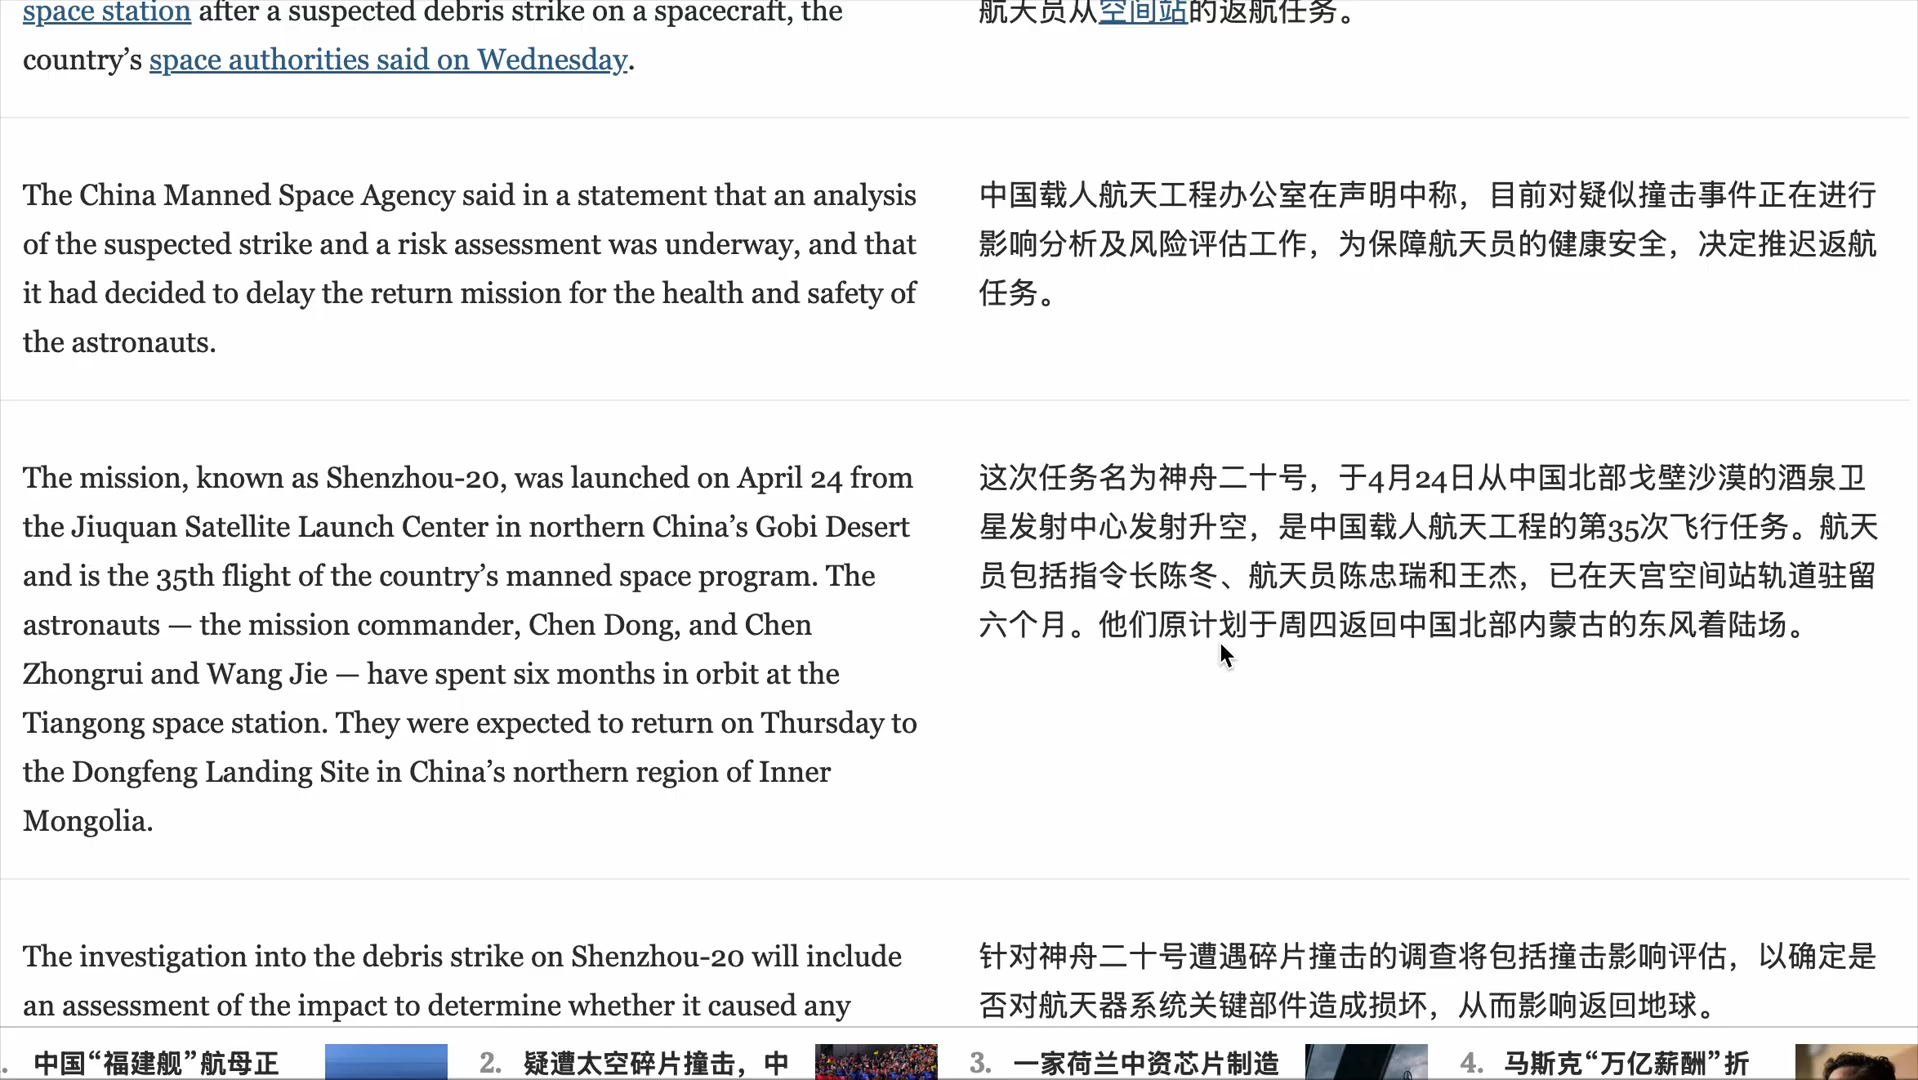 space station after a suspected debris strike on a spacecraft, the
country’s space authorities said on Wednesday.
航天员从空间站的返航任务。
The China Manned Space Agency said in a statement that an analysis
of the suspected strike and a risk assessment was underway, and that
it had decided to delay the return mission for the health and safety of
the astronauts.
中国载人航天工程办公室在声明中称，目前对疑似撞击事件正在进行
影响分析及风险评估工作，为保障航天员的健康安全，决定推迟返航
任务。
The mission, known as Shenzhou-20, was launched on April 24 from
the Jiuquan Satellite Launch Center in northern China’s Gobi Desert
and is the 35th flight of the country’s manned space program. The
astronauts — the mission commander, Chen Dong, and Chen
Zhongrui and Wang Jie — have spent six months in orbit at the
Tiangong space station. They were expected to return on Thursday to
the Dongfeng Landing Site in China’s northern region of Inner
Mongolia.
这次任务名为神舟二十号，于4月24日从中国北部戈壁沙漠的酒泉卫
星发射中心发射升空，是中国载人航天工程的第35次飞行任务。航天
员包括指令长陈冬、航天员陈忠瑞和王杰，已在天宫空间站轨道驻留
六个月。他们原计划于周四返回中国北部内蒙古的东风着陆场。
The investigation into the debris strike on Shenzhou-20 will include
an assessment of the impact to determine whether it caused any
针对神舟二十号遭遇碎片撞击的调查将包括撞击影响评估，以确定是
否对航天器系统关键部件造成损坏，从而影响返回地球。
中国“福建舰”航母正
2. 疑遭太空碎片撞击，中
3. 一家荷兰中资芯片制造
4. 马斯克“万亿薪酬”折